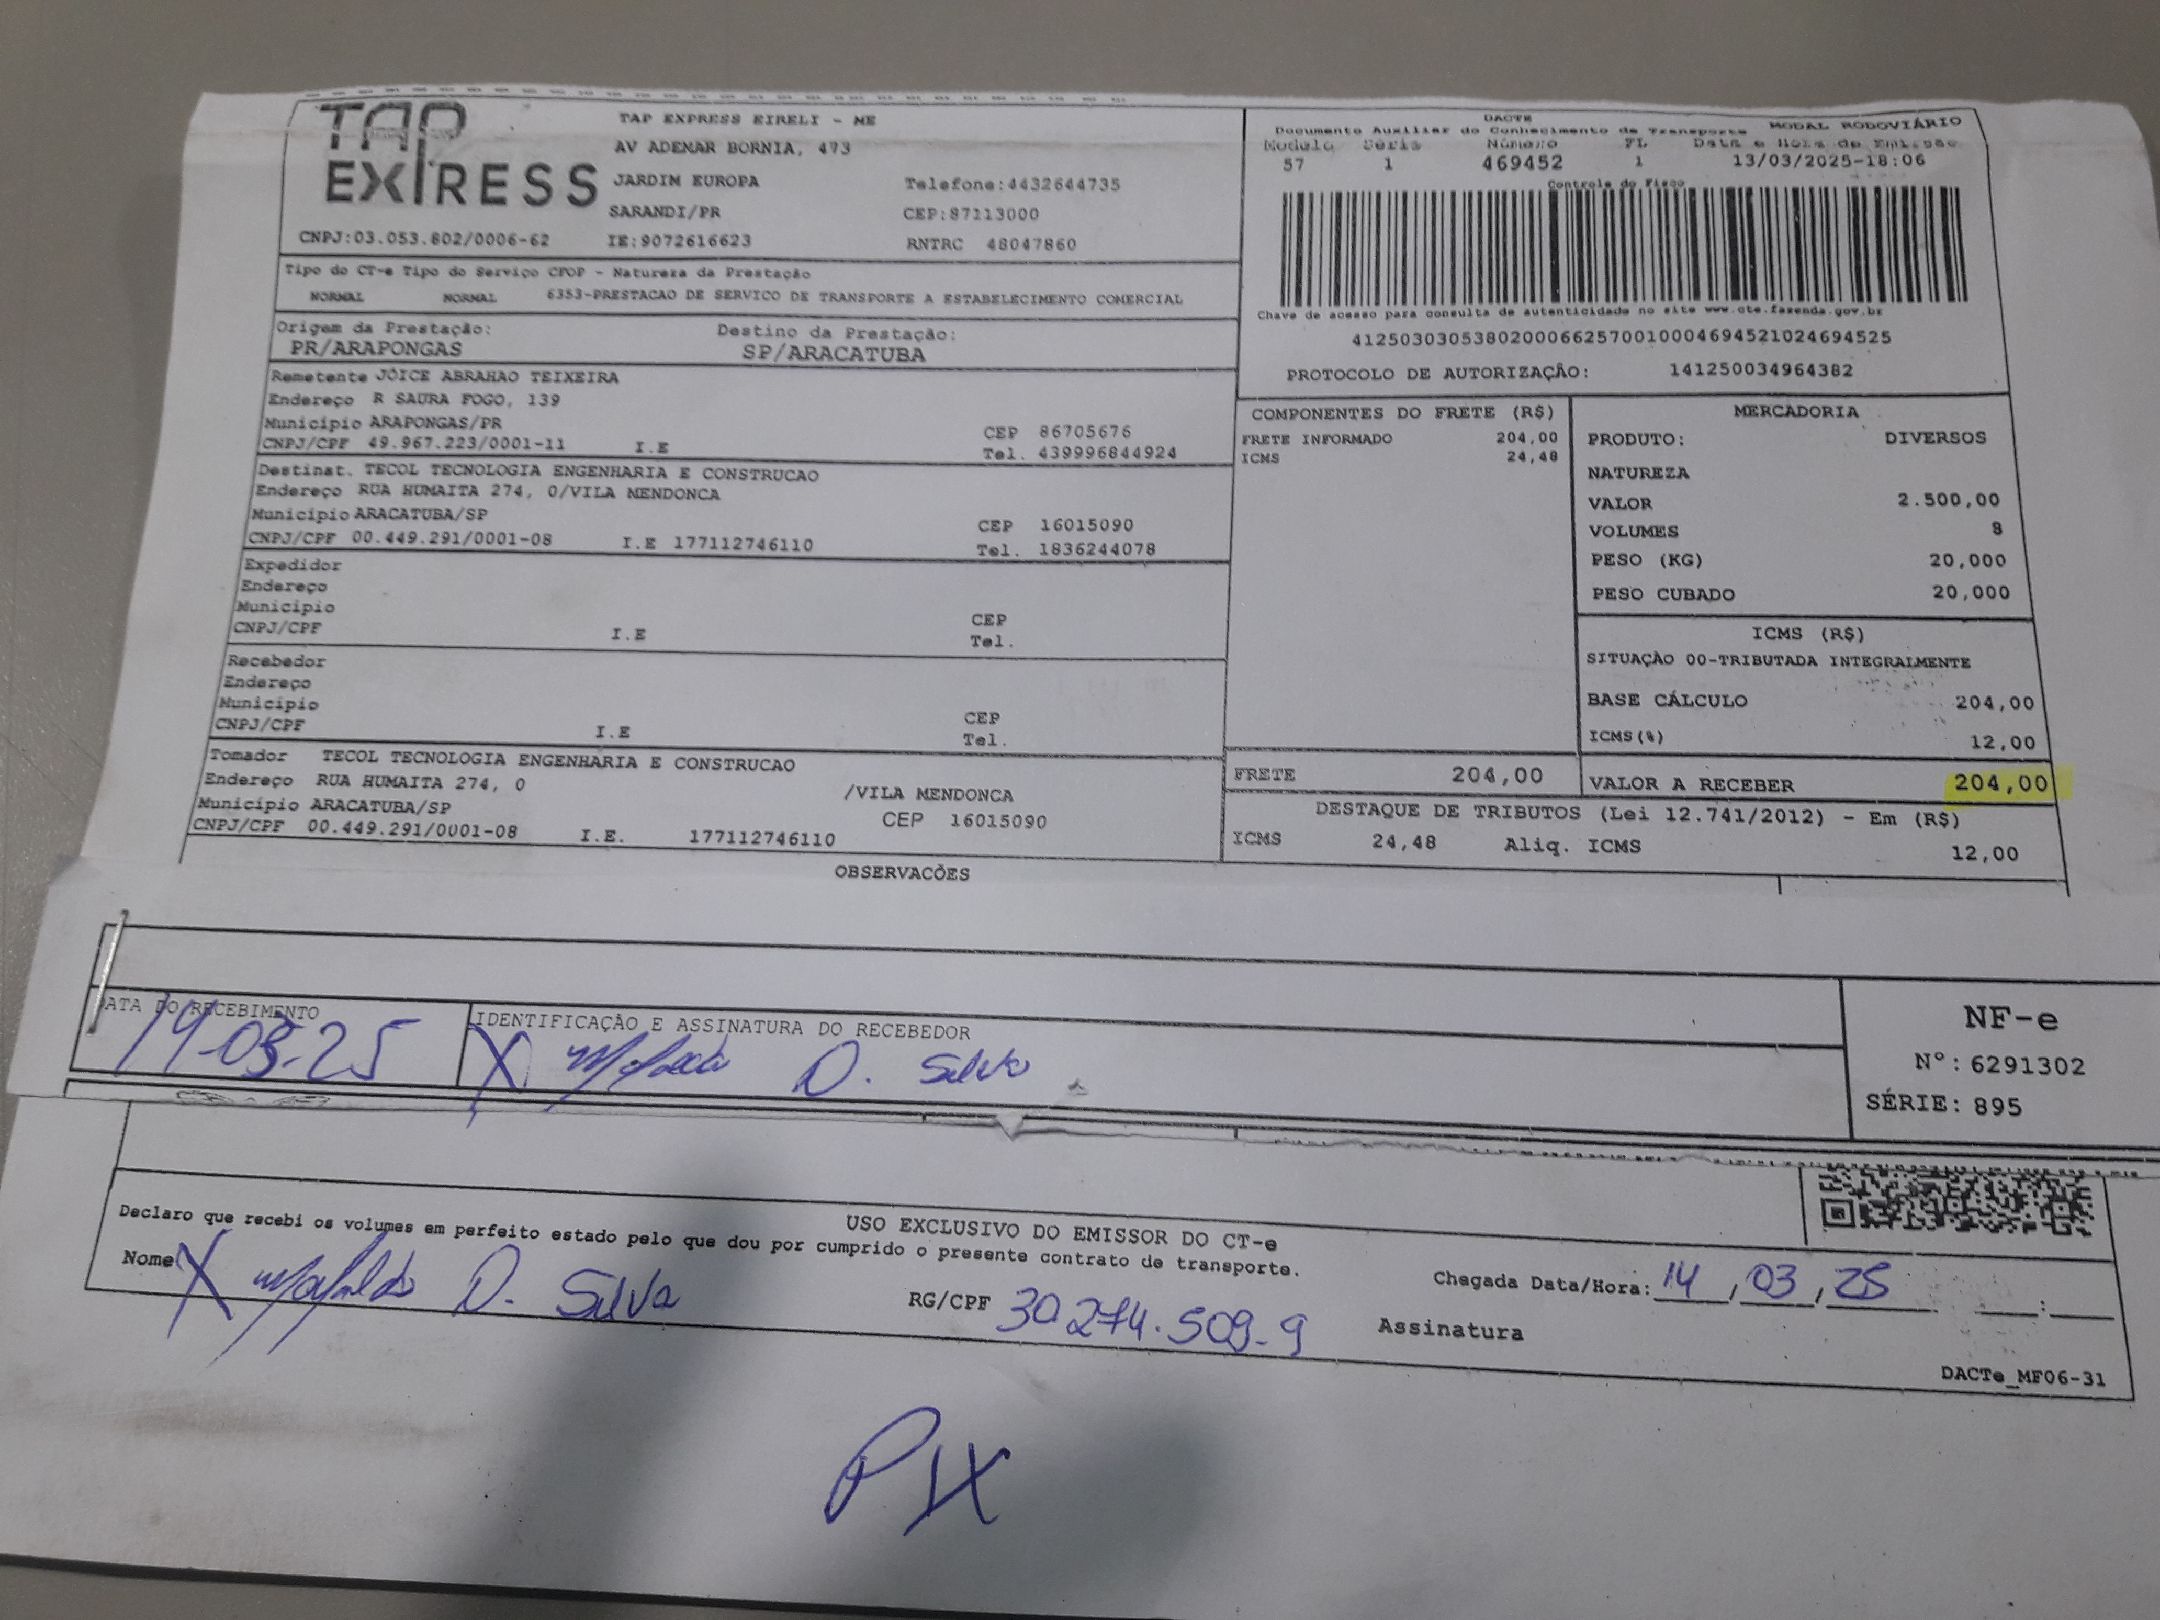 TAP
EXPRESS
TAP EXPRESS EIRELI - ME
AV ADEMAR BORNIA, 473
JARDIM EUROPA Telefone:4432644735
SARANDI/PR CEP:87113000
CNPJ:03.053.802/0006-62 IE:9072616623 RNTRC 48047860
DACTE
Documento Auxiliar do Conhecimento de Transporte MODAL RODOVIÁRIO
Modelo Série Número FL Data e Hora de Emissão
57 1 469452 1 13/03/2025-18:06
Controle do Fisco
Chave de acesso para consulta de autenticidade no site www.cte.fazenda.gov.br
41250303053802000662570010004694521024694525
PROTOCOLO DE AUTORIZAÇÃO: 141250034964382
Tipo do CT-e Tipo do Serviço CFOP - Natureza da Prestação
NORMAL NORMAL 6353-PRESTACAO DE SERVICO DE TRANSPORTE A ESTABELECIMENTO COMERCIAL
Origem da Prestação: Destino da Prestação:
PR/ARAPONGAS SP/ARACATUBA
Remetente JOICE ABRAHAO TEIXEIRA
Endereço R SAURA FOGO, 139
Município ARAPONGAS/PR CEP 86705676
CNPJ/CPF 49.967.223/0001-11 I.E Tel. 439996844924
Destinat. TECOL TECNOLOGIA ENGENHARIA E CONSTRUCAO
Endereço RUA HUMAITA 274, 0/VILA MENDONCA
Município ARACATUBA/SP CEP 16015090
CNPJ/CPF 00.449.291/0001-08 I.E 177112746110 Tel. 1836244078
Expedidor
Endereço
Município CEP
CNPJ/CPF I.E Tel.
Recebedor
Endereço
Município CEP
CNPJ/CPF I.E Tel.
Tomador TECOL TECNOLOGIA ENGENHARIA E CONSTRUCAO
Endereço RUA HUMAITA 274, 0 /VILA MENDONCA
Município ARACATUBA/SP CEP 16015090
CNPJ/CPF 00.449.291/0001-08 I.E. 177112746110
COMPONENTES DO FRETE (R$)
FRETE INFORMADO 204,00
ICMS 24,48
FRETE 204,00
MERCADORIA
PRODUTO: DIVERSOS
NATUREZA
VALOR 2.500,00
VOLUMES 8
PESO (KG) 20,000
PESO CUBADO 20,000
ICMS (R$)
SITUAÇÃO 00-TRIBUTADA INTEGRALMENTE
BASE CÁLCULO 204,00
ICMS(%) 12,00
VALOR A RECEBER 204,00
DESTAQUE DE TRIBUTOS (Lei 12.741/2012) - Em (R$)
ICMS 24,48 Aliq. ICMS 12,00
OBSERVACÕES
DATA DO RECEBIMENTO IDENTIFICAÇÃO E ASSINATURA DO RECEBEDOR
14-03-25 X D. Silva
NF-e
Nº: 6291302
SÉRIE: 895
USO EXCLUSIVO DO EMISSOR DO CT-e
Declaro que recebi os volumes em perfeito estado pelo que dou por cumprido o presente contrato de transporte.
Nome X D. Silva RG/CPF 30274.509-9
Chegada Data/Hora: 14, 03, 25 :
Assinatura
DACTe_MF06-31
PIX